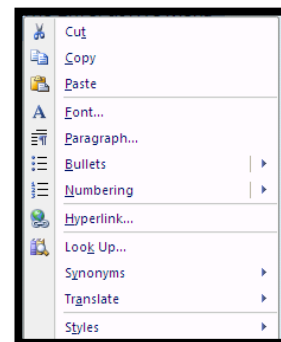 Cut
Copy
Paste
Font...
Paragraph...
Bullets
Numbering
Hyperlink...
Look Up...
Synonyms
Translate
Styles